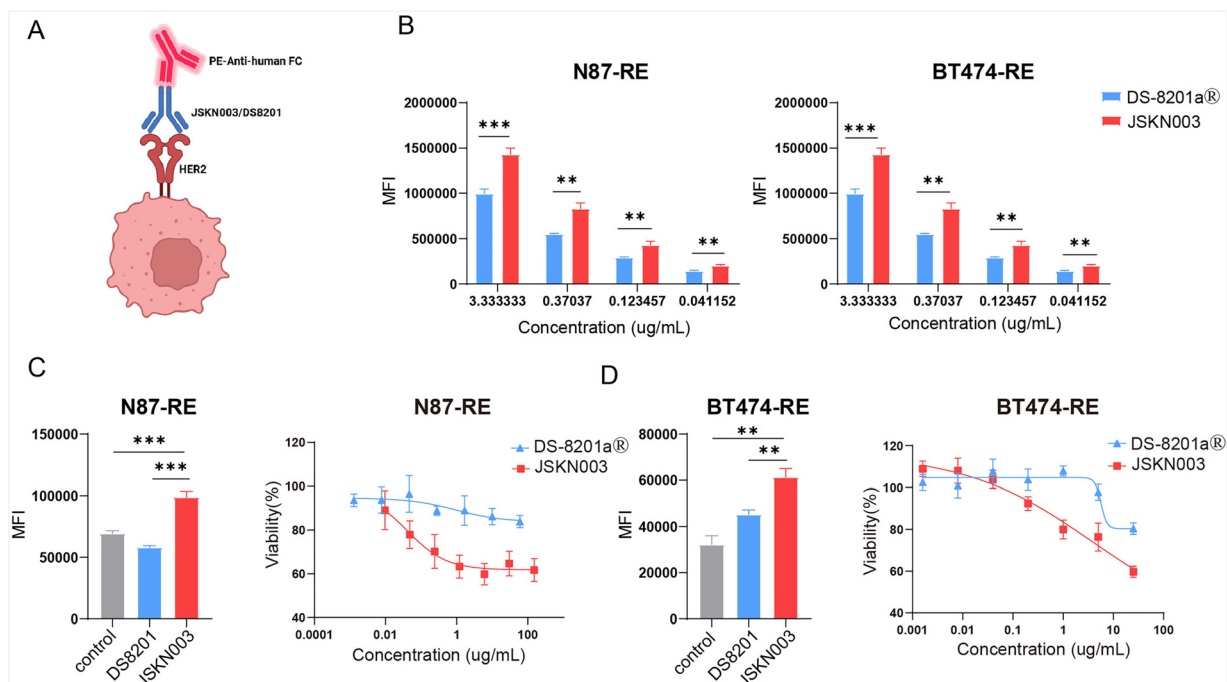 A
PE-Anti-human FC
JSKN003/DS8201
HER2
B
N87-RE
BT474-RE
DS-8201a®
JSKN003
2000000
1500000
1000000
500000
0
MFI
***
**
**
**
3.333333
0.37037
0.123457
0.041152
Concentration (ug/mL)
2000000
1500000
1000000
500000
0
MFI
***
**
**
**
3.333333
0.37037
0.123457
0.041152
Concentration (ug/mL)
C
N87-RE
150000
100000
50000
0
MFI
***
***
control
DS8201
JSKN003
N87-RE
DS-8201a®
JSKN003
120
100
80
60
40
Viability(%)
0.0001
0.01
1
100
Concentration (ug/mL)
D
BT474-RE
80000
60000
40000
20000
0
MFI
**
**
control
DS8201
JSKN003
BT474-RE
DS-8201a®
JSKN003
120
100
80
60
40
Viability(%)
0.001
0.01
0.1
1
10
100
Concentration (ug/mL)